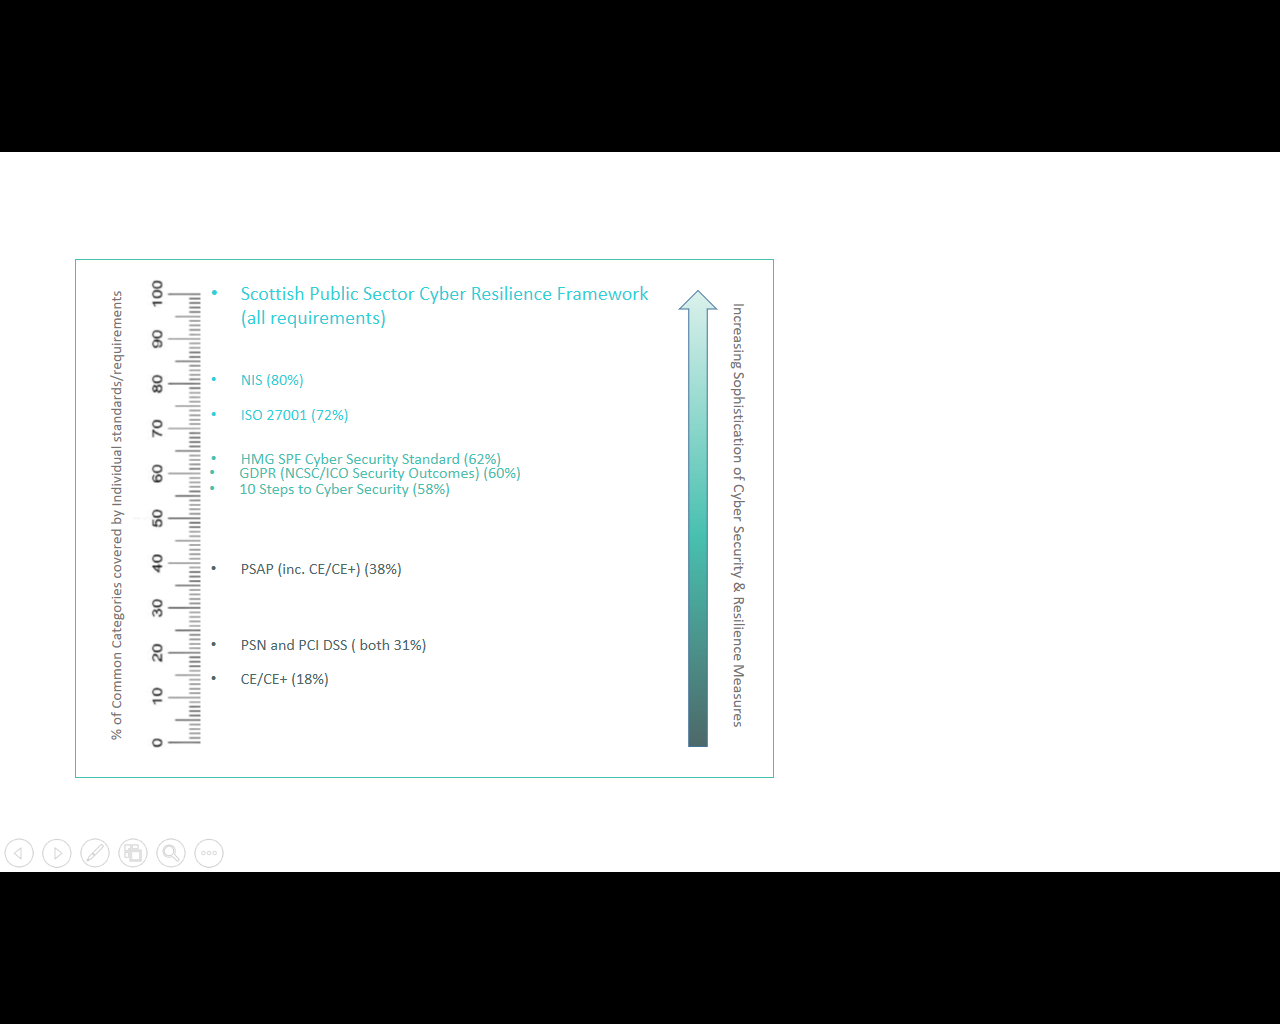 % of Common Categories covered by Individual standards/requirements
100
90
80
70
60
50
40
30
20
10
0
• Scottish Public Sector Cyber Resilience Framework
(all requirements)
• NIS (80%)
• ISO 27001 (72%)
• HMG SPF Cyber Security Standard (62%)
• GDPR (NCSC/ICO Security Outcomes) (60%)
• 10 Steps to Cyber Security (58%)
• PSAP (inc. CE/CE+) (38%)
• PSN and PCI DSS ( both 31%)
• CE/CE+ (18%)
Increasing Sophistication of Cyber Security & Resilience Measures